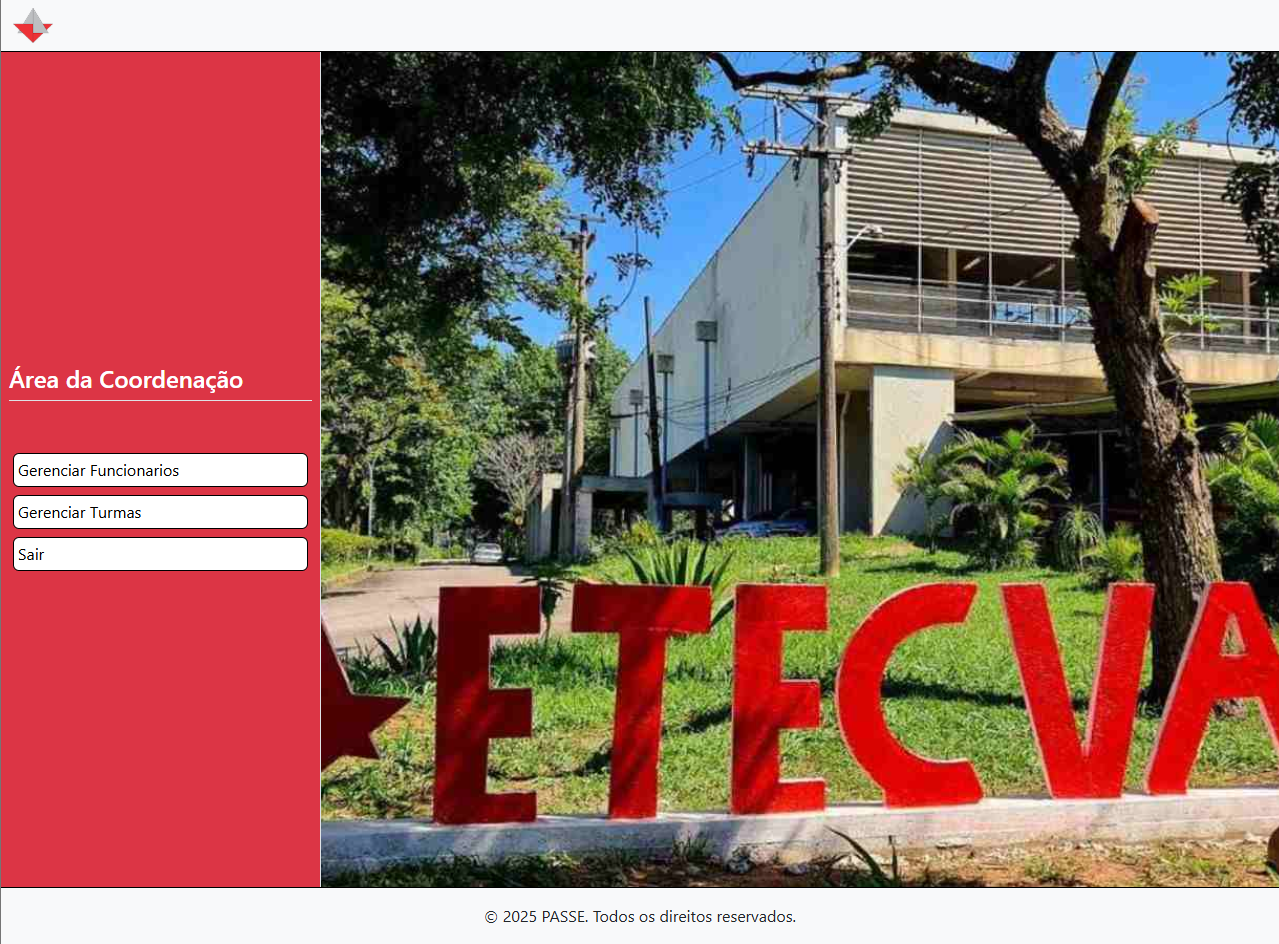 Área da Coordenação
Gerenciar Funcionarios
Gerenciar Turmas
Sair
ETECVA
© 2025 PASSE. Todos os direitos reservados.